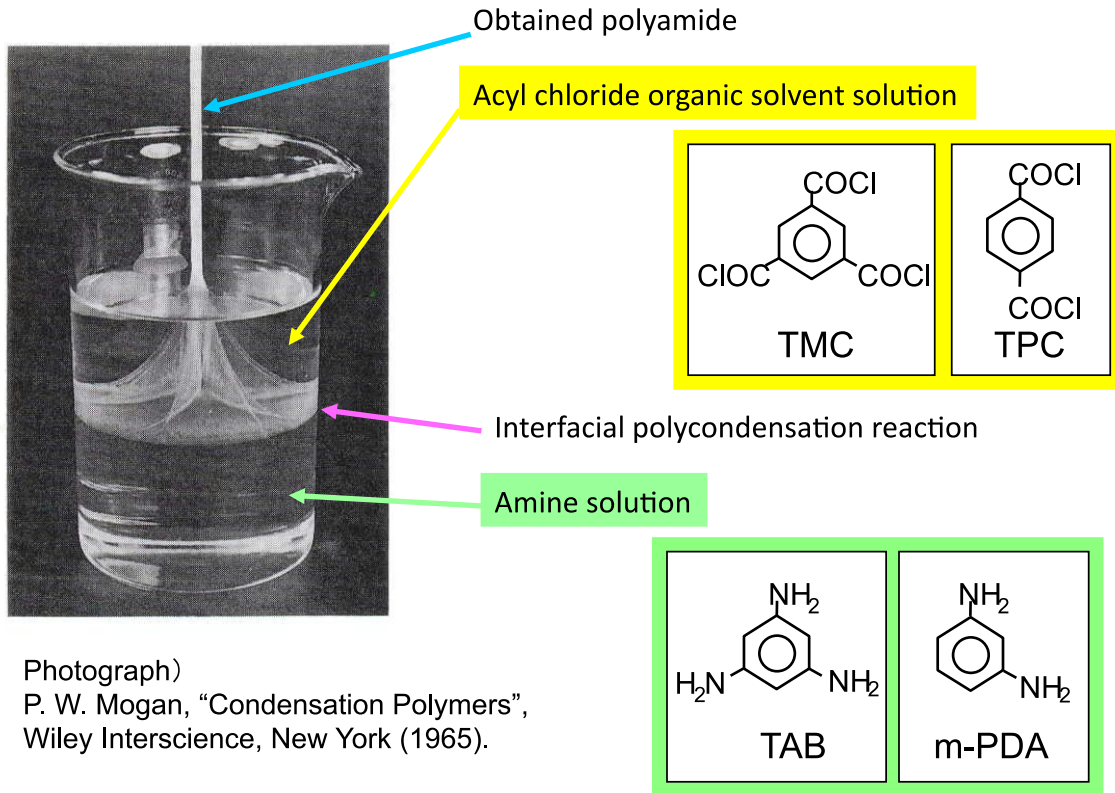 Obtained polyamide
Acyl chloride organic solvent solution
COCl
ClOC
COCl
TMC
COCl
COCl
TPC
Interfacial polycondensation reaction
Amine solution
NH2
H2N
NH2
TAB
NH2
NH2
m-PDA
Photograph）
P. W. Mogan, “Condensation Polymers”,
Wiley Interscience, New York (1965).